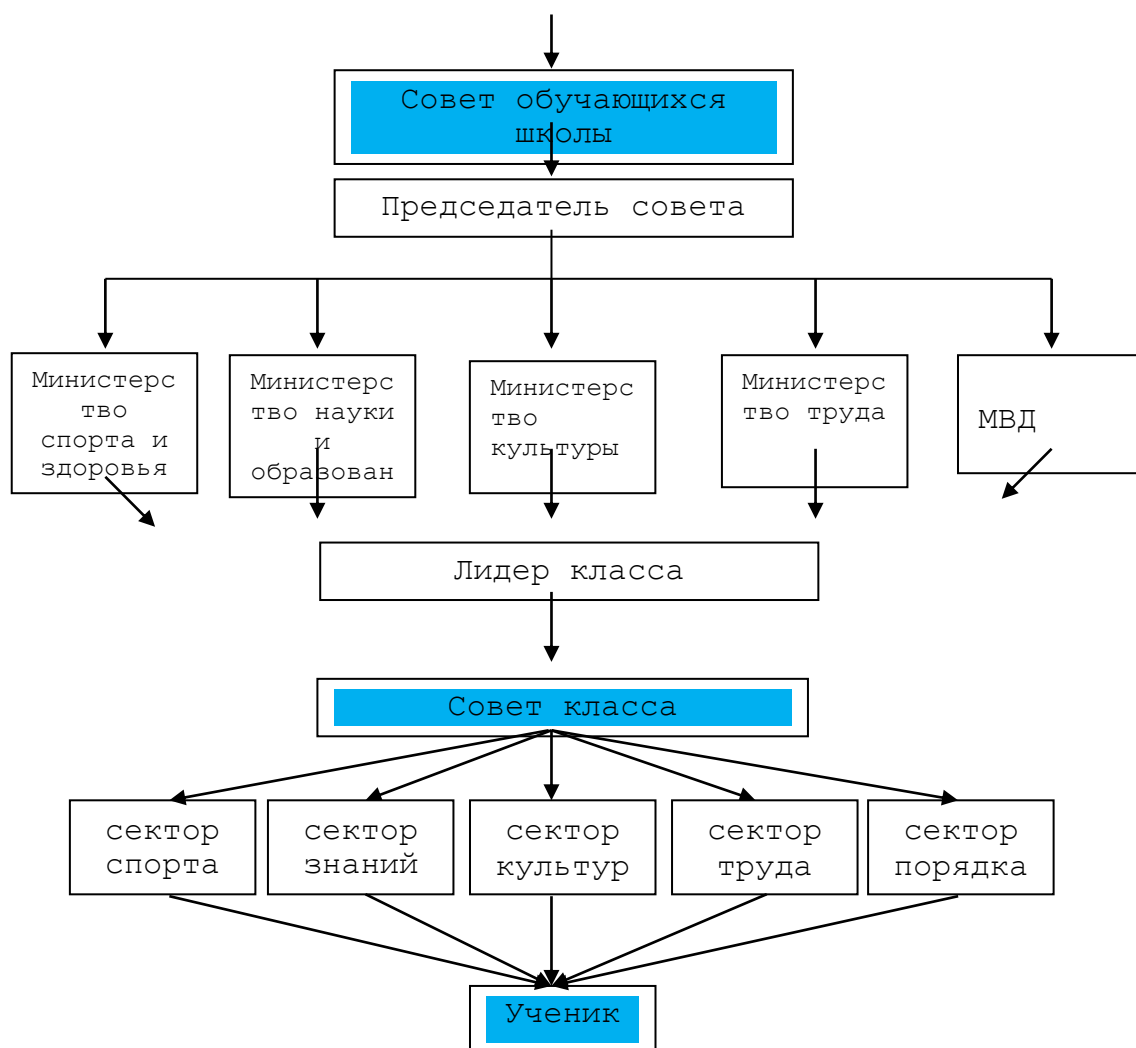 Совет обучающихся
школы
Председатель совета
Министерс
тво
спорта и
здоровья
Министерс
тво науки
и
образован
Министерс
тво
культуры
Министерс
тво труда
МВД
Лидер класса
Совет класса
сектор
спорта
сектор
знаний
сектор
культур
сектор
труда
сектор
порядка
Ученик